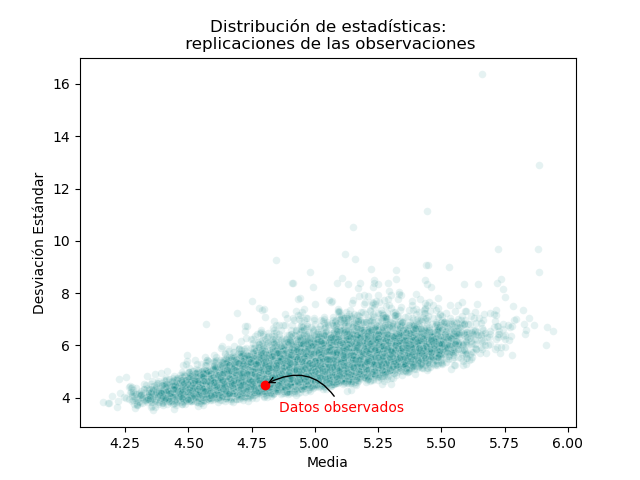 Distribución de estadísticas:
replicaciones de las observaciones
16
14
12
10
8
6
4
Desviación Estándar
Datos observados
4.25 4.50 4.75 5.00 5.25 5.50 5.75 6.00
Media